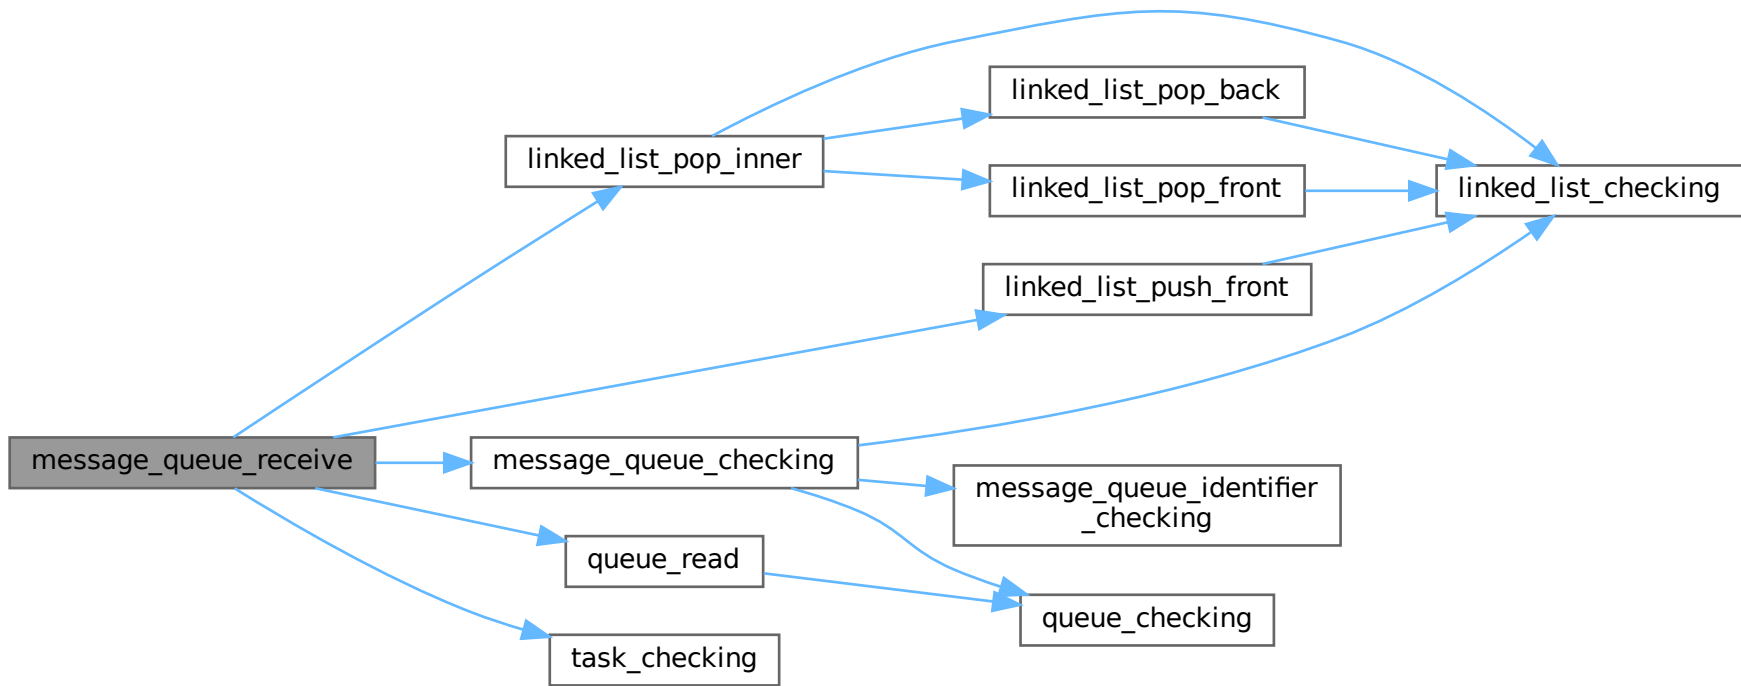 linked_list_pop_back
linked_list_pop_inner
linked_list_pop_front
linked_list_checking
linked_list_push_front
message_queue_receive
message_queue_checking
message_queue_identifier
_checking
queue_read
queue_checking
task_checking